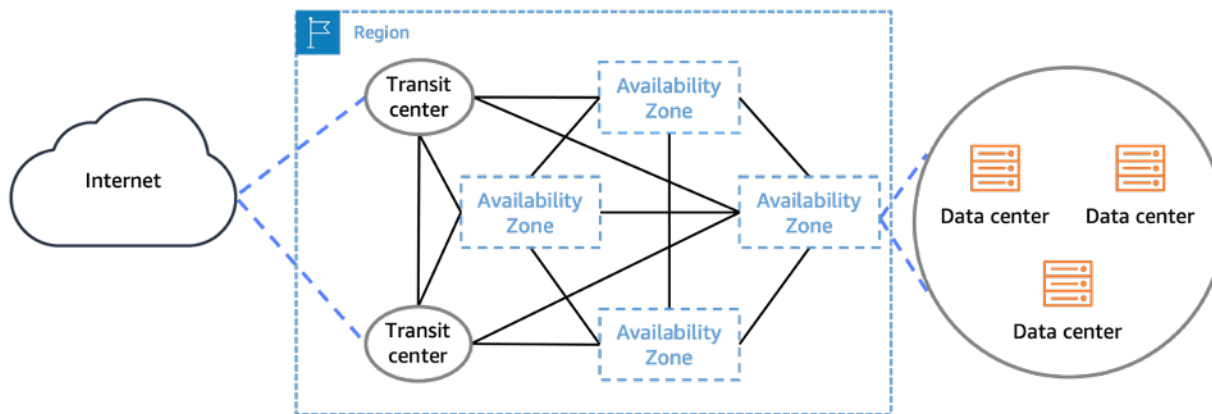 Region
Transit
center
Availability
Zone
Internet
Availability
Zone
Availability
Zone
Data center
Data center
Transit
center
Availability
Zone
Data center